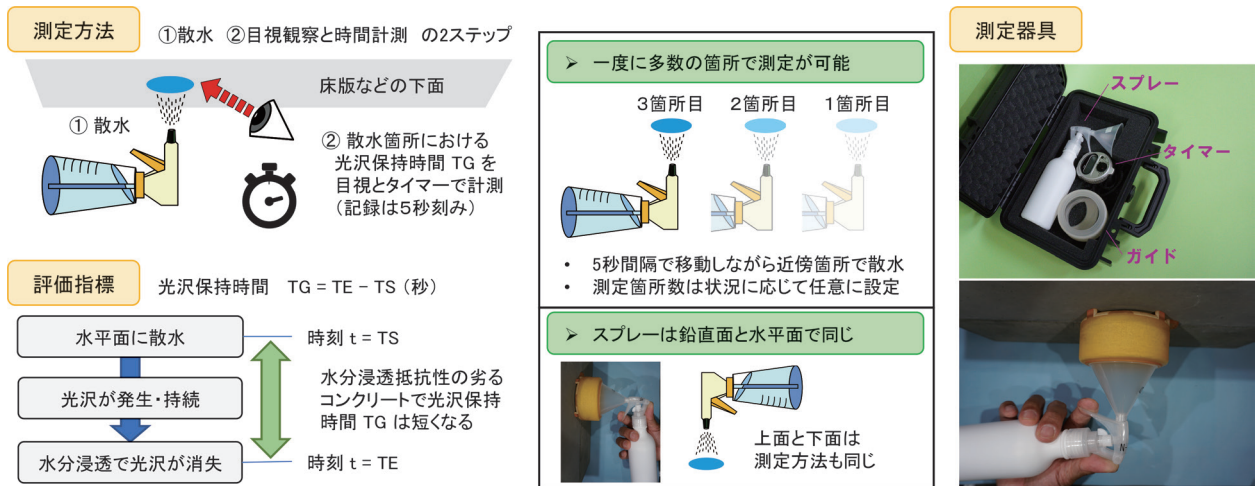 測定方法
①散水 ②目視観察と時間計測 の2ステップ
床版などの下面
① 散水
② 散水箇所における
光沢保持時間 TG を
目視とタイマーで計測
（記録は5秒刻み）
評価指標
光沢保持時間 TG = TE − TS（秒）
水平面に散水
時刻 t = TS
光沢が発生・持続
水分浸透抵抗性の劣る
コンクリートで光沢保持
時間 TG は短くなる
水分浸透で光沢が消失
時刻 t = TE
➢ 一度に多数の箇所で測定が可能
3箇所目 2箇所目 1箇所目
• 5秒間隔で移動しながら近傍箇所で散水
• 測定箇所数は状況に応じて任意に設定
➢ スプレーは鉛直面と水平面で同じ
上面と下面は
測定方法も同じ
測定器具
スプレー
タイマー
ガイド